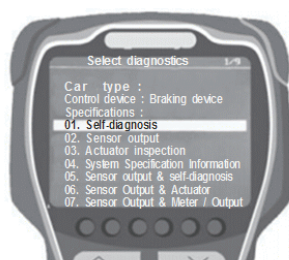 Select diagnostics 1/9
Car type :
Control device : Braking device
Specifications :
01. Self-diagnosis
02. Sensor output
03. Actuator inspection
04. System Specification Information
05. Sensor output & self-diagnosis
06. Sensor Output & Actuator
07. Sensor Output & Meter / Output